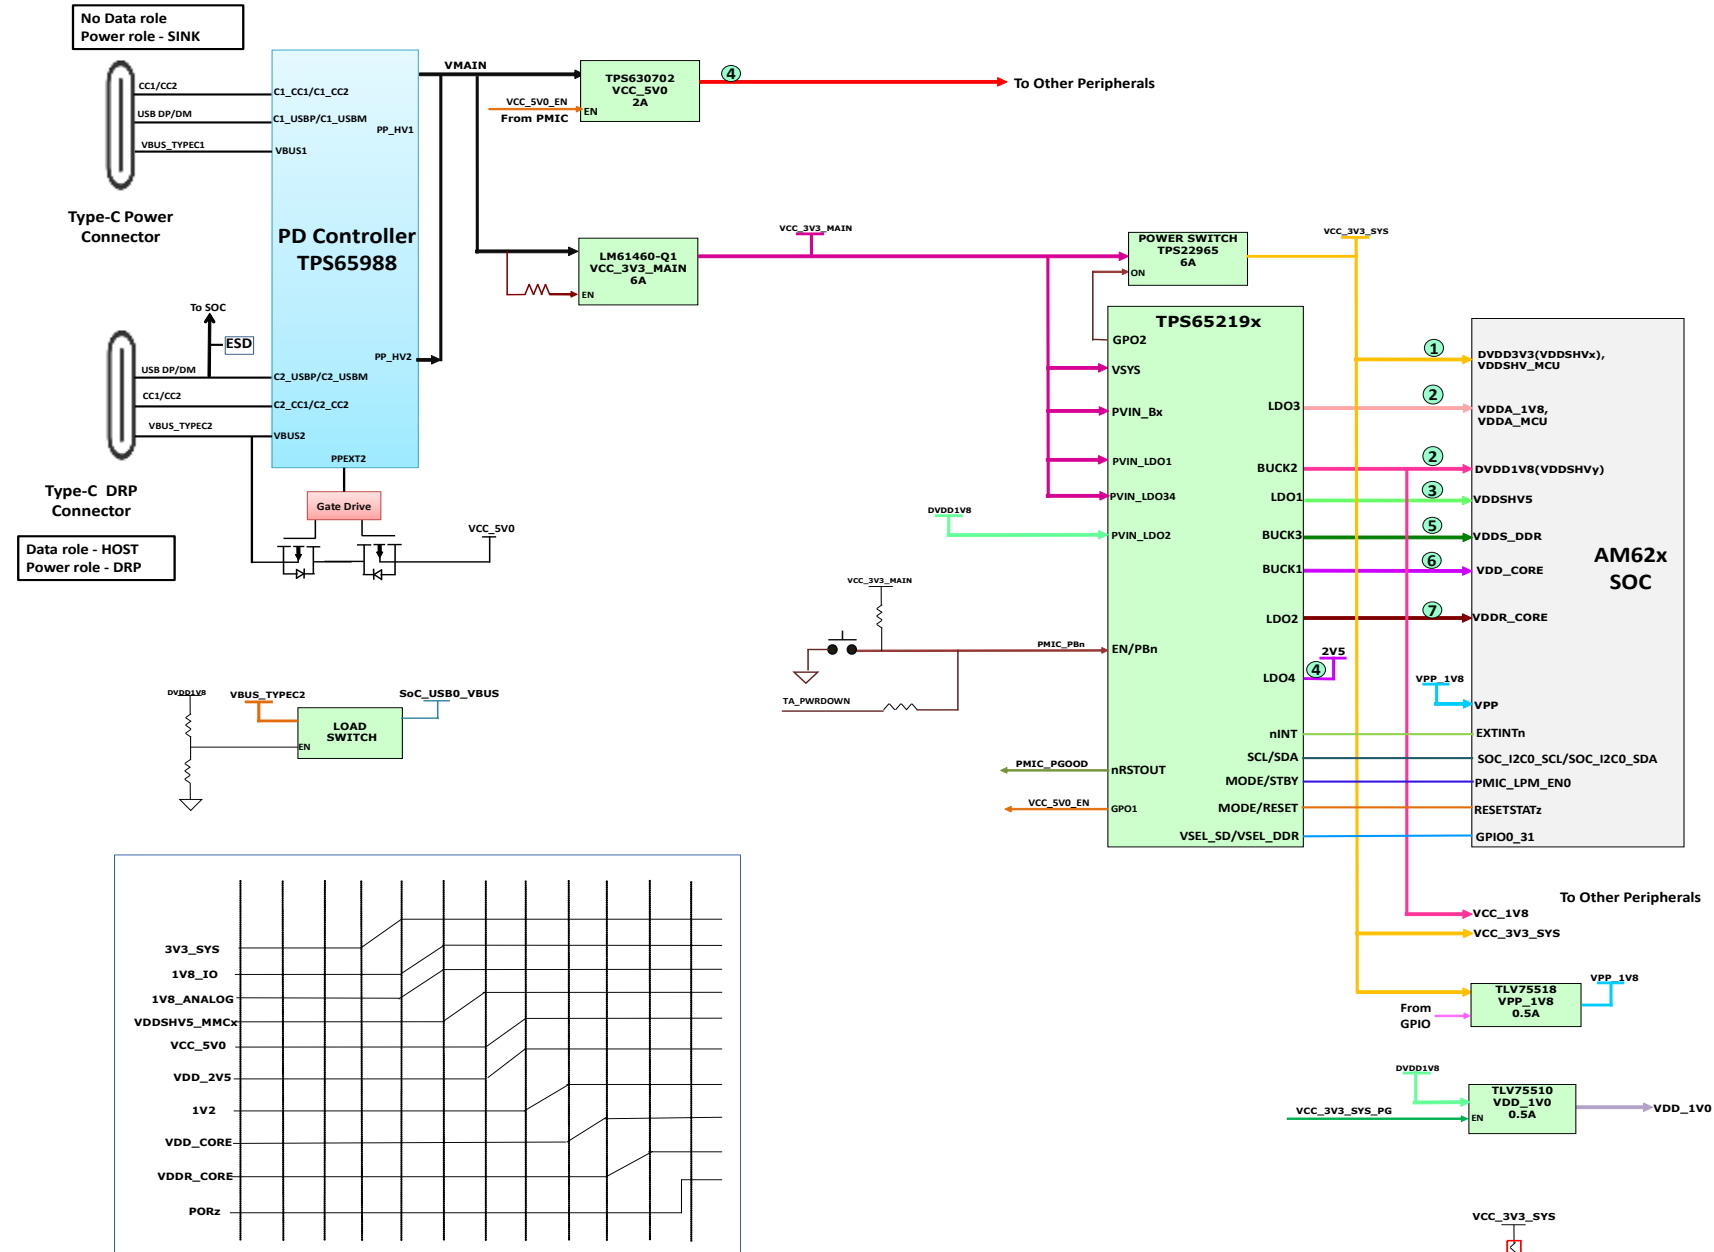 No Data role
Power role - SINK
CC1/CC2
USB DP/DM
VBUS_TYPEC1
Type-C Power
Connector
C1_CC1/C1_CC2
C1_USBP/C1_USBM
PP_HV1
VBUS1
PD Controller
TPS65988
PP_HV2
C2_USBP/C2_USBM
C2_CC1/C2_CC2
VBUS2
PPEXT2
To SOC
ESD
USB DP/DM
CC1/CC2
VBUS_TYPEC2
Type-C DRP
Connector
Data role - HOST
Power role - DRP
Gate Drive
VCC_5V0
VMAIN
TPS630702
VCC_5V0
2A
EN
VCC_5V0_EN
From PMIC
4
To Other Peripherals
LM61460-Q1
VCC_3V3_MAIN
6A
EN
VCC_3V3_MAIN
POWER SWITCH
TPS22965
6A
ON
VCC_3V3_SYS
TPS65219x
GPO2
VSYS
PVIN_Bx
PVIN_LDO1
PVIN_LDO34
PVIN_LDO2
EN/PBn
nRSTOUT
GPO1
LDO3
BUCK2
LDO1
BUCK3
BUCK1
LDO2
LDO4
nINT
SCL/SDA
MODE/STBY
MODE/RESET
VSEL_SD/VSEL_DDR
DVDD1V8
VCC_3V3_MAIN
PMIC_PBn
TA_PWRDOWN
PMIC_PGOOD
VCC_5V0_EN
1
2
2
3
5
6
7
4
2V5
VPP_1V8
DVDD3V3(VDDSHVx),
VDDSHV_MCU
VDDA_1V8,
VDDA_MCU
DVDD1V8(VDDSHVy)
VDDSHV5
VDDS_DDR
VDD_CORE
VDDR_CORE
VPP
EXTINTn
SOC_I2C0_SCL/SOC_I2C0_SDA
PMIC_LPM_EN0
RESETSTATz
GPIO0_31
AM62x
SOC
To Other Peripherals
VCC_1V8
VCC_3V3_SYS
TLV75518
VPP_1V8
0.5A
VPP_1V8
From
GPIO
DVDD1V8
TLV75510
VDD_1V0
0.5A
EN
VCC_3V3_SYS_PG
VDD_1V0
VCC_3V3_SYS
DVDD1V8
VBUS_TYPEC2
SoC_USB0_VBUS
LOAD
SWITCH
EN
3V3_SYS
1V8_IO
1V8_ANALOG
VDDSHV5_MMCx
VCC_5V0
VDD_2V5
1V2
VDD_CORE
VDDR_CORE
PORz